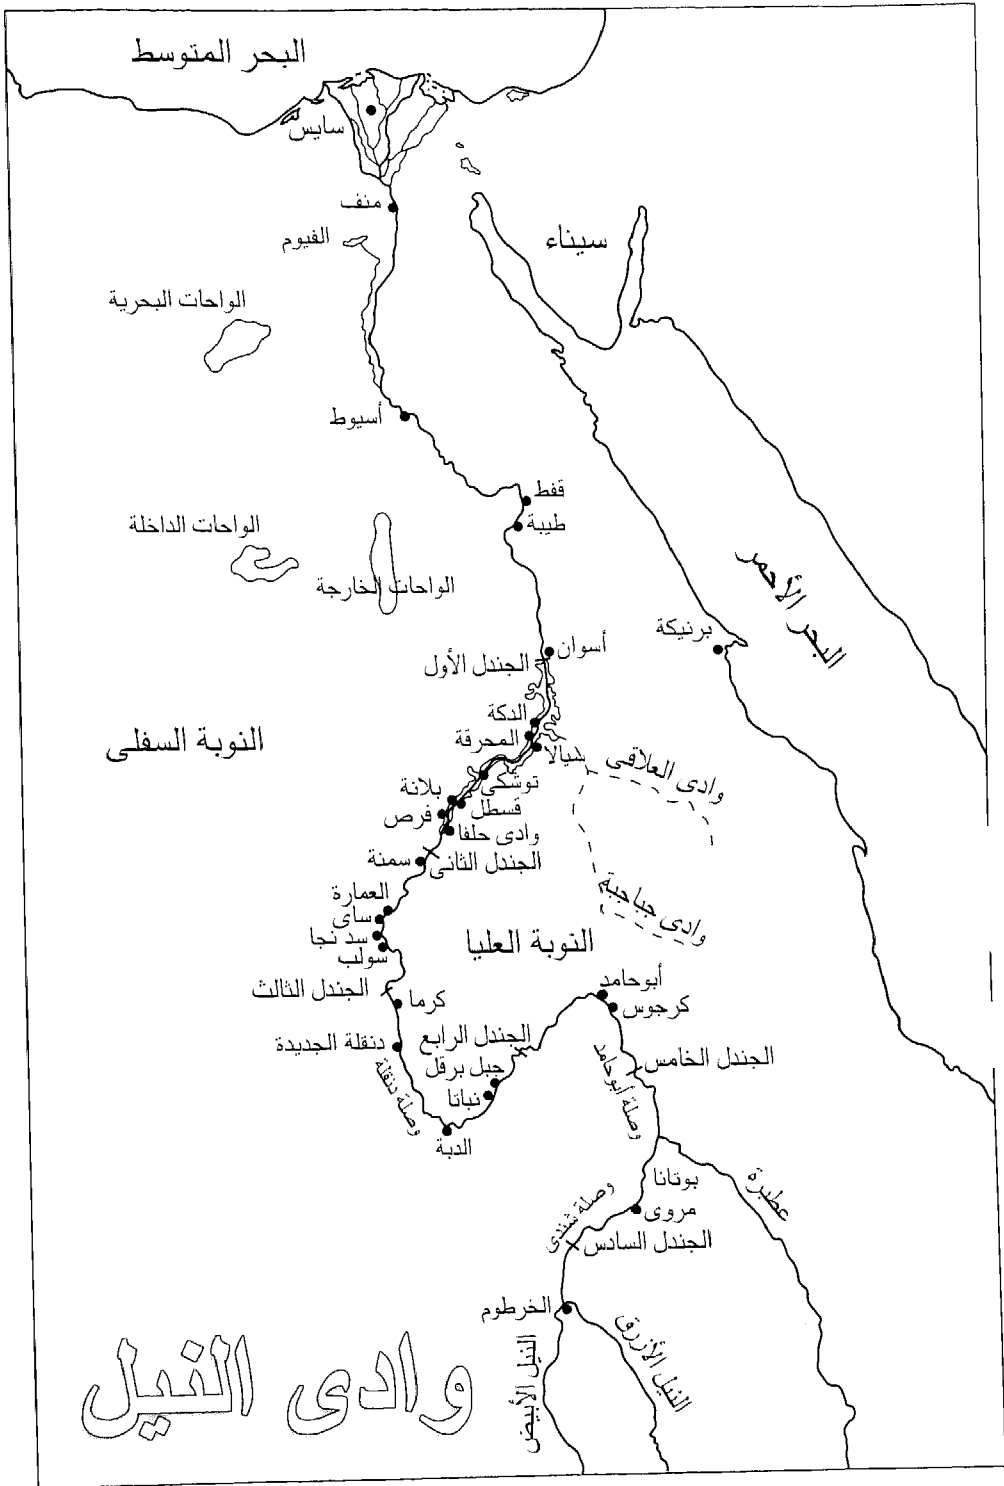 البحر المتوسط
سايس
منف
سيناء
الفيوم
الواحات البحرية
أسيوط
قفط
طيبة
الواحات الداخلة
الواحات الخارجة
البحر الأحمر
برنيكة
أسوان
الجندل الأول
الدكة
النوبة السفلى
المحرقة
شيالا
وادى العلاقى
توشكى
بلانة
قسطل
فرص
وادى حلفا
الجندل الثانى
سمنة
العمارة
وادى جباجبة
ساى
سد نجا
النوبة العليا
سولب
أبوحامد
الجندل الثالث
كرما
كرجوس
الجندل الرابع
دنقلة الجديدة
الجندل الخامس
جبل برقل
وصلة أبوحامد
وصلة دنقلة
نباتا
الدبة
بوتانا
عطبرة
مروى
وصلة شندى
الجندل السادس
الخرطوم
النيل الأزرق
النيل الأبيض
وادى النيل